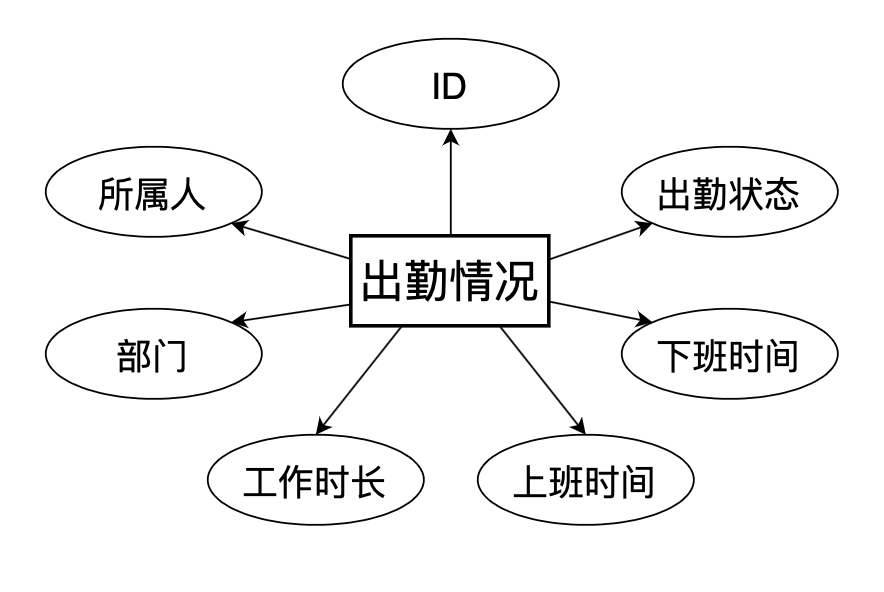 ID
所属人
出勤状态
出勤情况
部门
下班时间
工作时长
上班时间